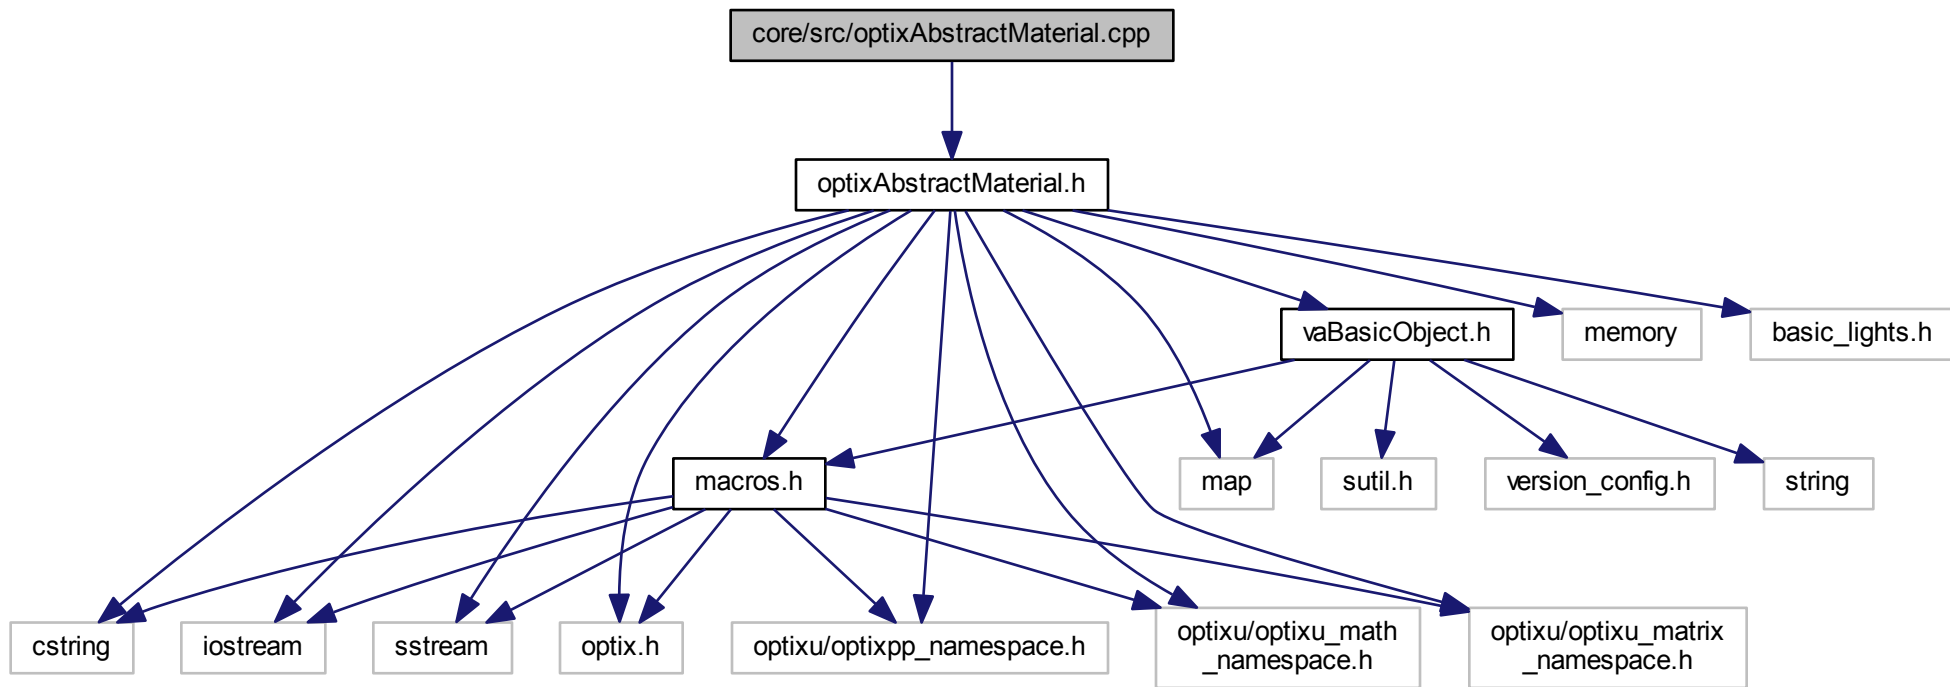 core/src/optixAbstractMaterial.cpp
optixAbstractMaterial.h
vaBasicObject.h
memory
basic_lights.h
macros.h
map
sutil.h
version_config.h
string
cstring
iostream
sstream
optix.h
optixu/optixpp_namespace.h
optixu/optixu_math
_namespace.h
optixu/optixu_matrix
_namespace.h